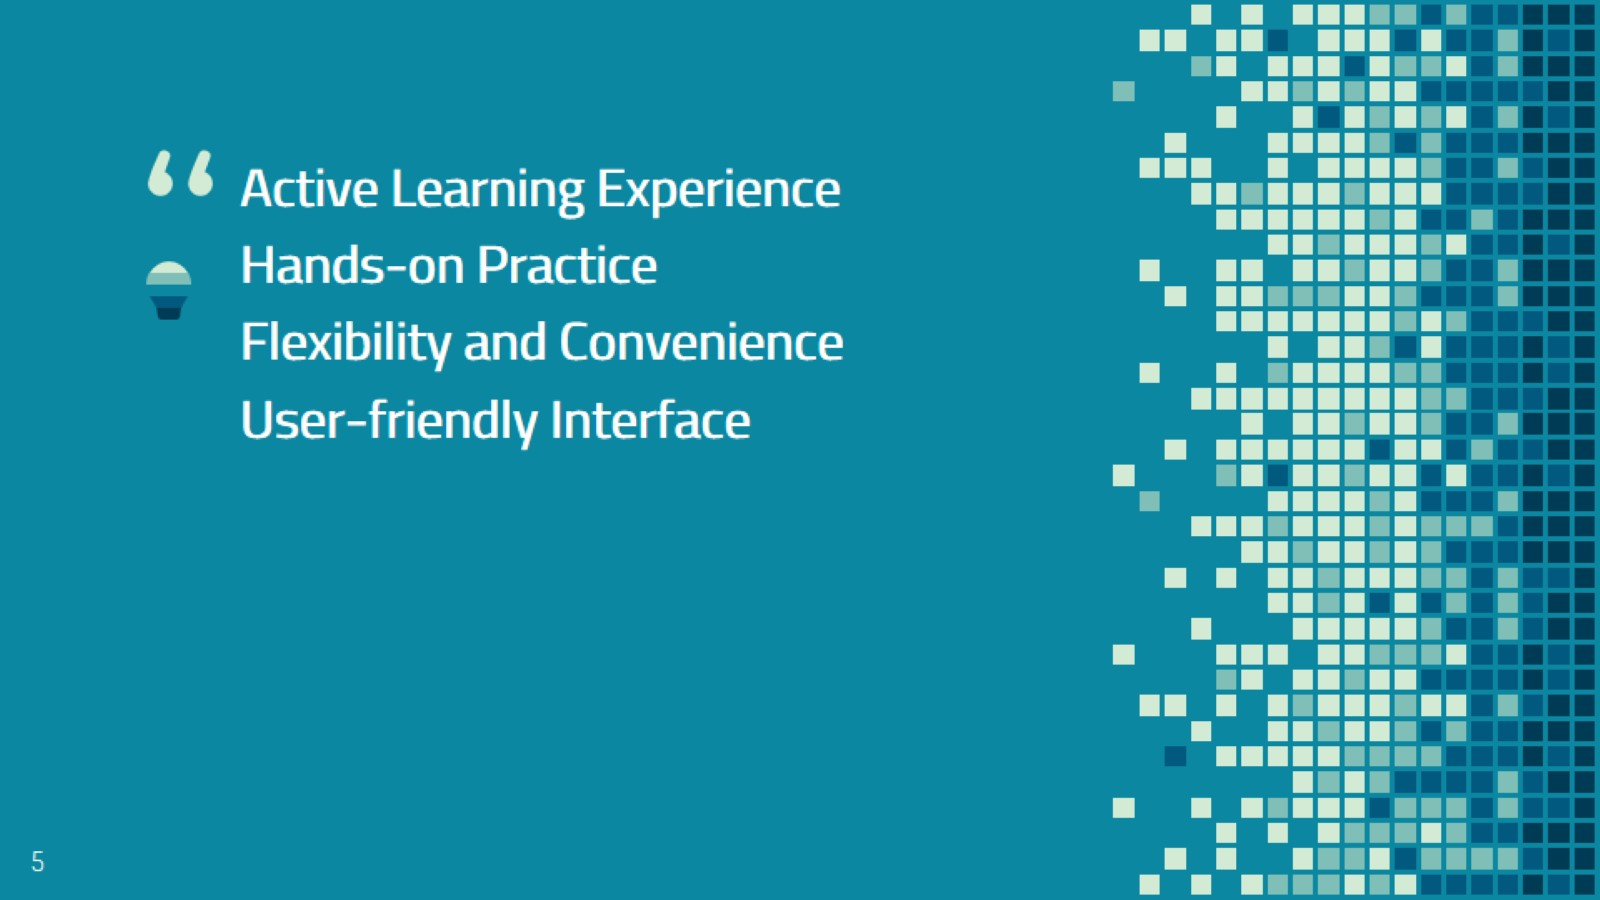 “ Active Learning Experience
Hands-on Practice
Flexibility and Convenience
User-friendly Interface
5